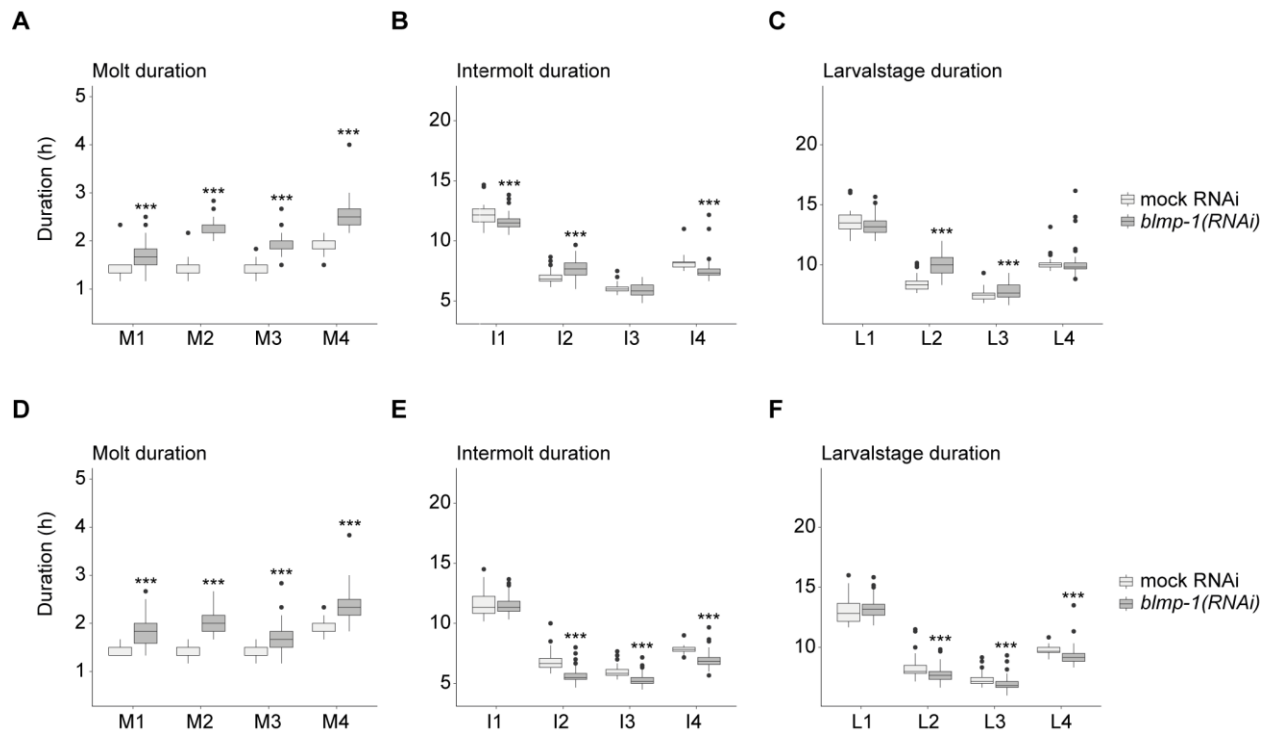 A
B
C
Molt duration
Intermolt duration
Larvalstage duration
Duration (h)
5
4
3
2
1
***
***
***
***
M1 M2 M3 M4
20
15
10
5
***
***
***
I1 I2 I3 I4
20
15
10
***
***
L1 L2 L3 L4
mock RNAi
blmp-1(RNAi)
D
E
F
Molt duration
Intermolt duration
Larvalstage duration
Duration (h)
5
4
3
2
1
***
***
***
***
M1 M2 M3 M4
20
15
10
5
***
***
***
I1 I2 I3 I4
20
15
10
***
***
***
L1 L2 L3 L4
mock RNAi
blmp-1(RNAi)